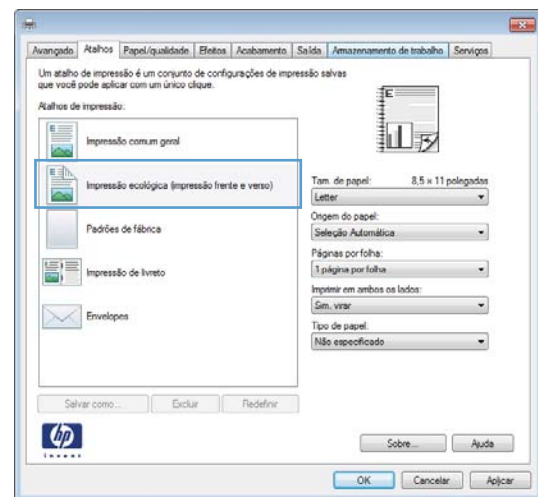 Avançado Atalhos Papel/qualidade Efeitos Acabamento Saída Armazenamento de trabalho Serviços
Um atalho de impressão é um conjunto de configurações de impressão salvas
que você pode aplicar com um único clique.
Atalhos de impressão:
Impressão comum geral
Impressão ecológica (impressão frente e verso)
Padrões de fábrica
Impressão de livreto
Envelopes
Salvar como... Excluir Redefinir
E
Tam. de papel: 8,5 × 11 polegadas
Letter
Origem do papel:
Seleção Automática
Páginas por folha:
1 página por folha
Imprimir em ambos os lados:
Sim, virar
Tipo de papel:
Não especificado
hp
invent
Sobre... Ajuda
OK Cancelar Aplicar